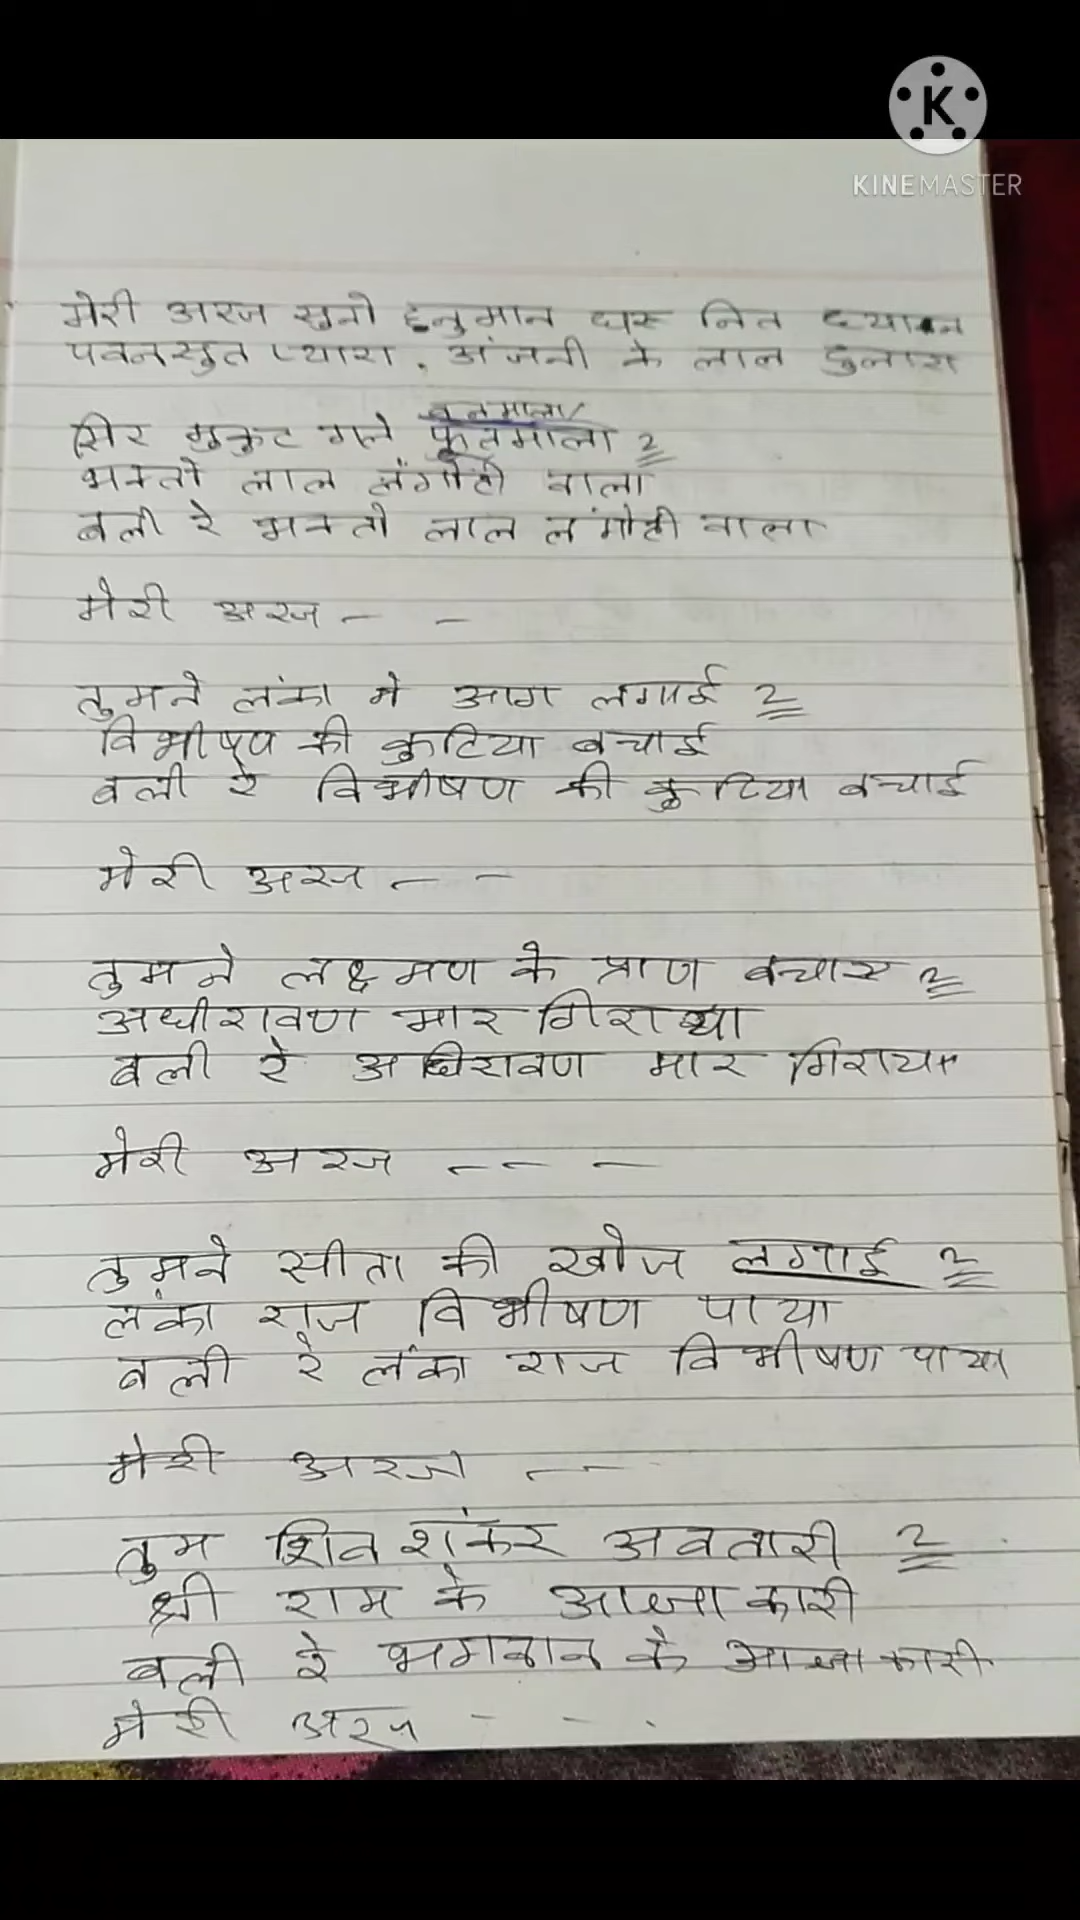 KINEMASTER
मेरी अरज सुनो हनुमान धरू नित ध्यान
पवनसुत प्यारा . अंजनी के लाल दुलारा
वनमाला
सिर मुकुट गले फूलमाला 2
भक्तो लाल लंगोटी वाला
बली रे भक्तो लाल लंगोटी वाला
मेरी अरज - -
तुमने लंका मे आग लगाई 2
विभीषण की कुटिया बचाई
बली रे विभीषण की कुटिया बचाई
मेरी अरज - -
तुमने लक्ष्मण के प्राण बचाए 2
अधीरावण मार गिराया
बली रे अधिरावण मार गिराया
मेरी अरज - - -
तुमने सीता की खोज लगाई 2
लंका राज विभीषण पाया
बली रे लंका राज विभीषण पाया
मेरी अरज - -
तुम शिव शंकर अवतारी 2
श्री राम के आज्ञाकारी
बली रे भगवान के आज्ञाकारी
मेरी अरज - - .